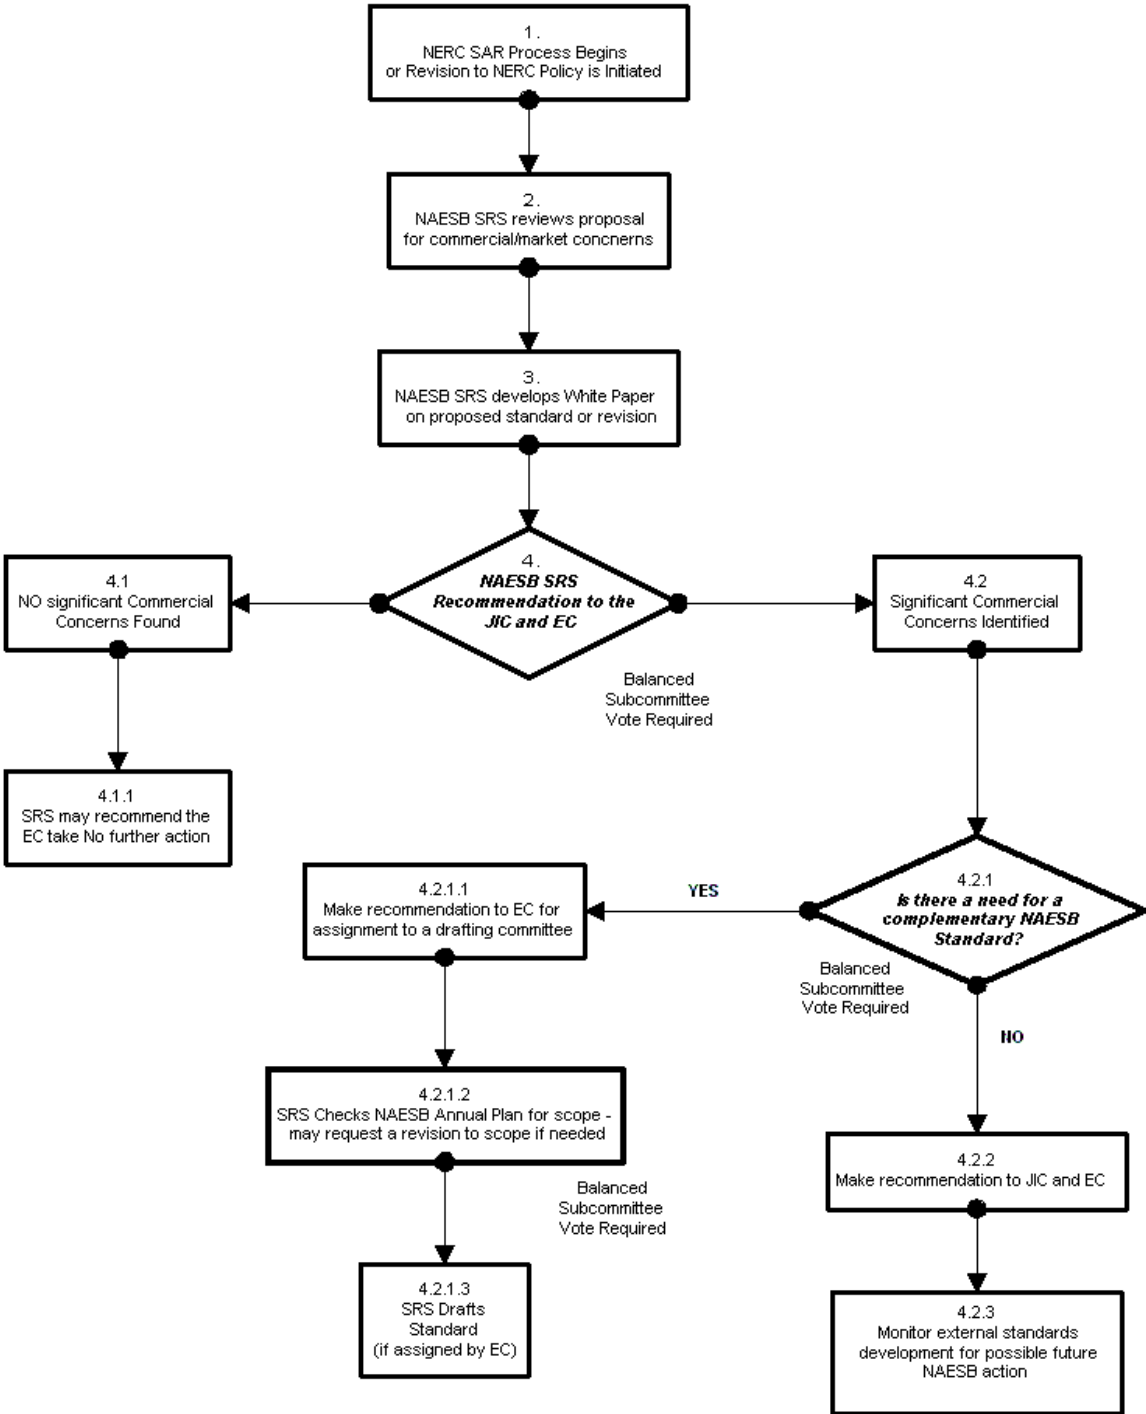 1.
NERC SAR Process Begins
or Revision to NERC Policy is Initiated
2.
NAESB SRS reviews proposal
for commercial/market concnerns
3.
NAESB SRS develops White Paper
on proposed standard or revision
4.
NAESB SRS
Recommendation to the
JIC and EC
Balanced
Subcommittee
Vote Required
4.1
NO significant Commercial
Concerns Found
4.1.1
SRS may recommend the
EC take No further action
4.2
Significant Commercial
Concerns Identified
4.2.1
Is there a need for a
complementary NAESB
Standard?
Balanced
Subcommittee
Vote Required
YES
4.2.1.1
Make recommendation to EC for
assignment to a drafting committee
4.2.1.2
SRS Checks NAESB Annual Plan for scope -
may request a revision to scope if needed
Balanced
Subcommittee
Vote Required
4.2.1.3
SRS Drafts
Standard
(if assigned by EC)
NO
4.2.2
Make recommendation to JIC and EC
4.2.3
Monitor external standards
development for possible future
NAESB action